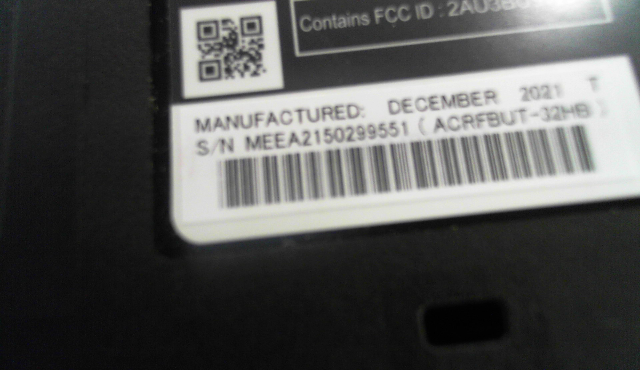 Contains FCC ID : 2AU3B
MANUFACTURED: DECEMBER 2021 T
S/N MEEA2150299551 ( ACRFBUT-32HB )